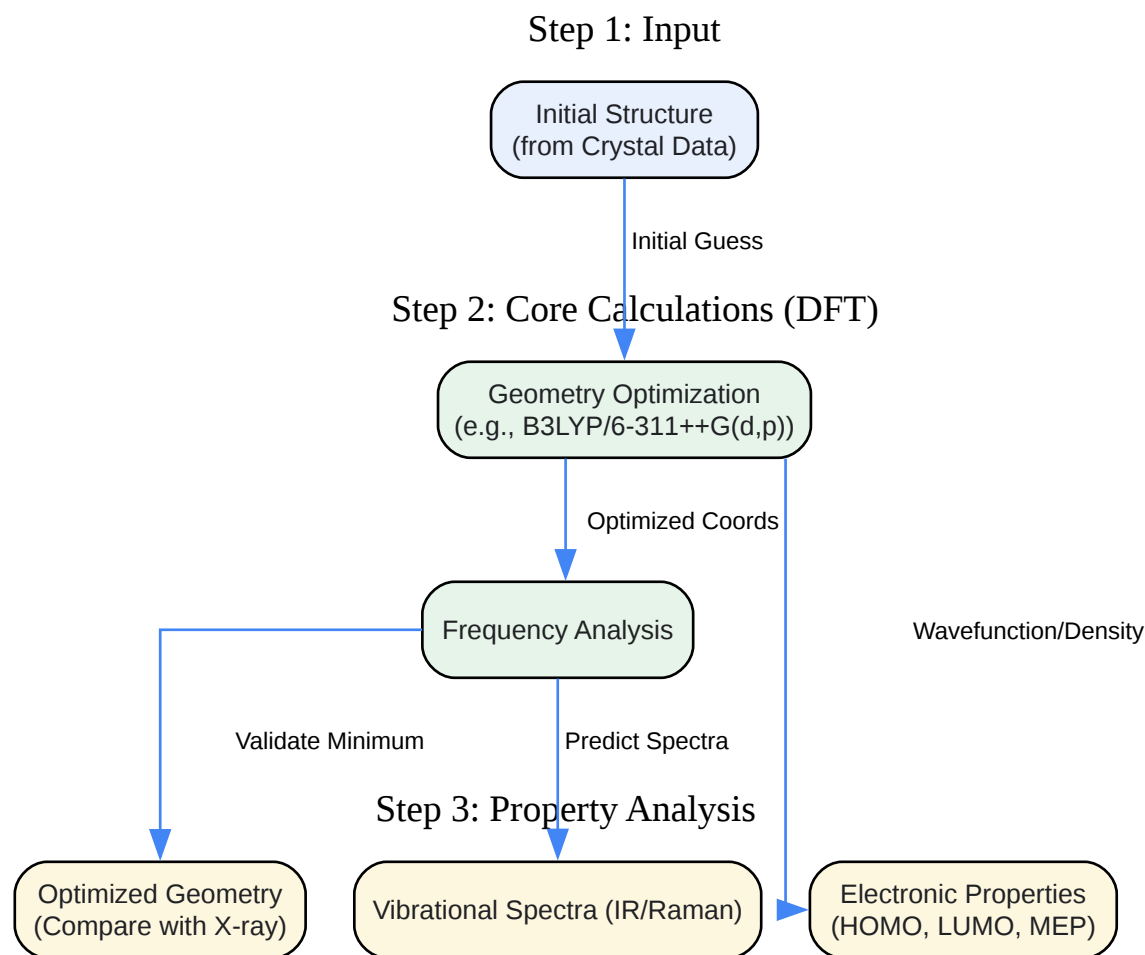 Step 1: Input
Initial Structure
(from Crystal Data)
Initial Guess
Step 2: Core Calculations (DFT)
Geometry Optimization
(e.g., B3LYP/6-311++G(d,p))
Optimized Coords
Frequency Analysis
Wavefunction/Density
Validate Minimum
Predict Spectra
Step 3: Property Analysis
Optimized Geometry
(Compare with X-ray)
Vibrational Spectra (IR/Raman)
Electronic Properties
(HOMO, LUMO, MEP)